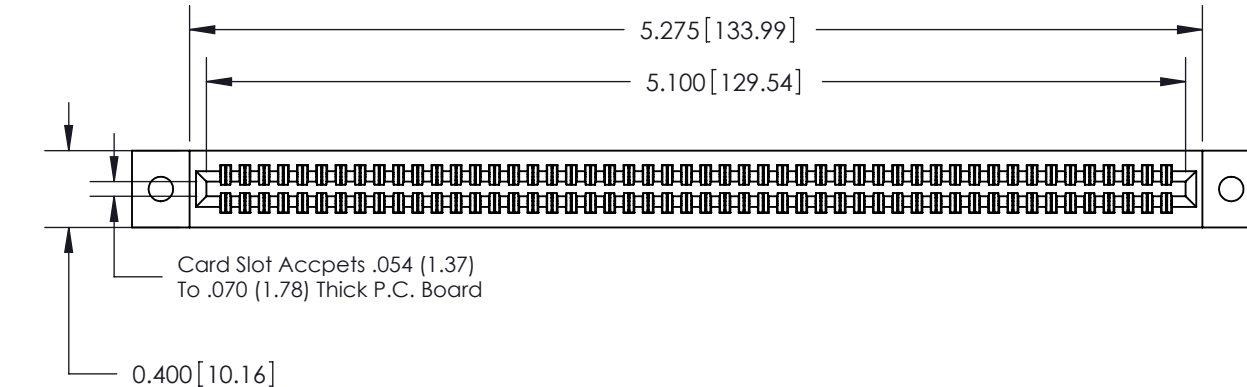 5.275[133.99]
5.100[129.54]
Card Slot Accpets .054 (1.37)
To .070 (1.78) Thick P.C. Board
0.400[10.16]